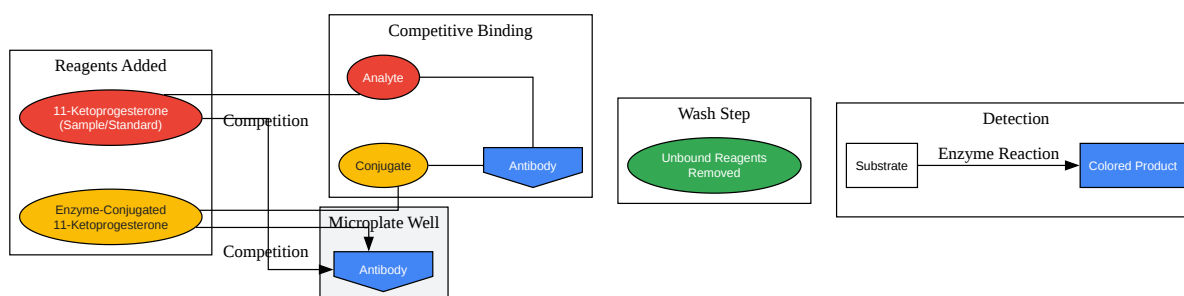 Reagents Added
11-Ketoprogesterone
(Sample/Standard)
Enzyme-Conjugated
11-Ketoprogesterone
Competition
Competition
Competitive Binding
Analyte
Conjugate
Antibody
Microplate Well
Antibody
Wash Step
Unbound Reagents
Removed
Detection
Substrate
Enzyme Reaction
Colored Product